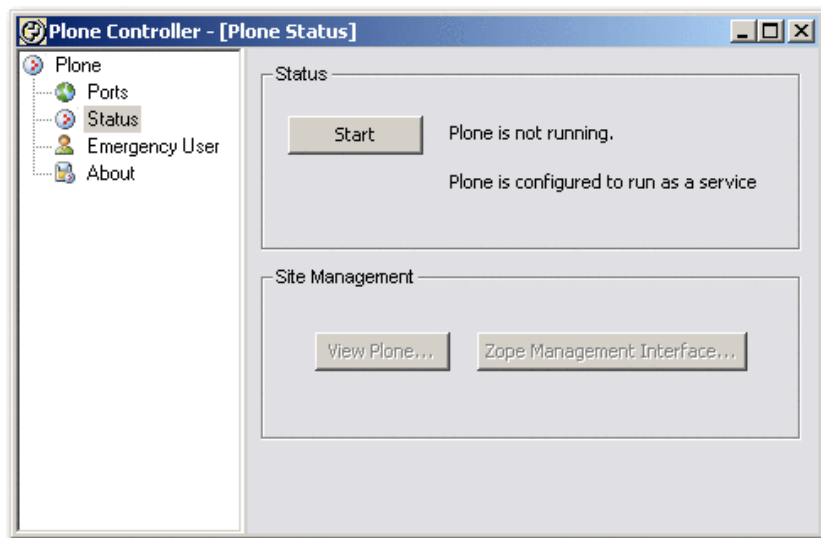 Plone Controller - [Plone Status]
Plone
Ports
Status
Emergency User
About
Status
Start
Plone is not running.
Plone is configured to run as a service
Site Management
View Plone...
Zope Management Interface...